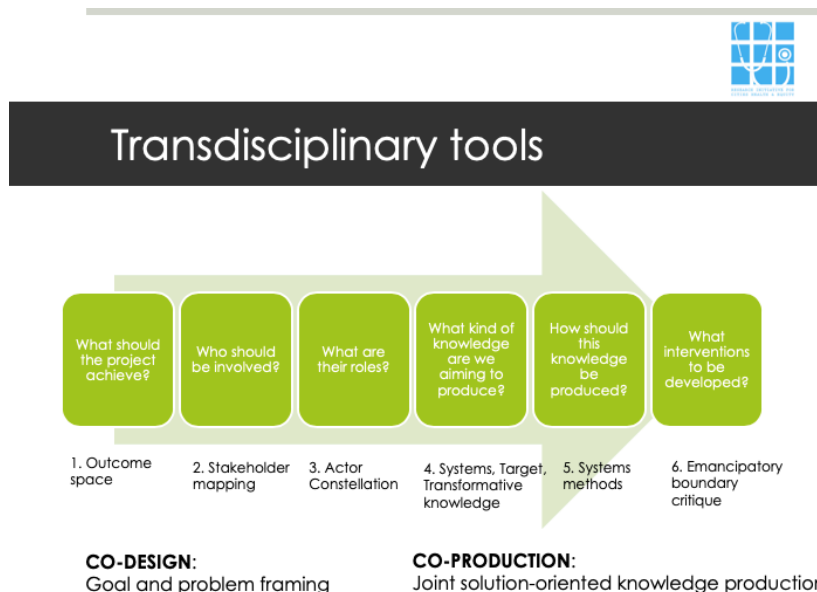 Transdisciplinary tools
What should
the project
achieve?
Who should
be involved?
What are
their roles?
What kind of
knowledge
are we
aiming to
produce?
How should
this
knowledge
be
produced?
What
interventions
to be
developed?
1. Outcome
space
2. Stakeholder
mapping
3. Actor
Constellation
4. Systems, Target,
Transformative
knowledge
5. Systems
methods
6. Emancipatory
boundary
critique
CO-DESIGN:
Goal and problem framing
CO-PRODUCTION:
Joint solution-oriented knowledge production